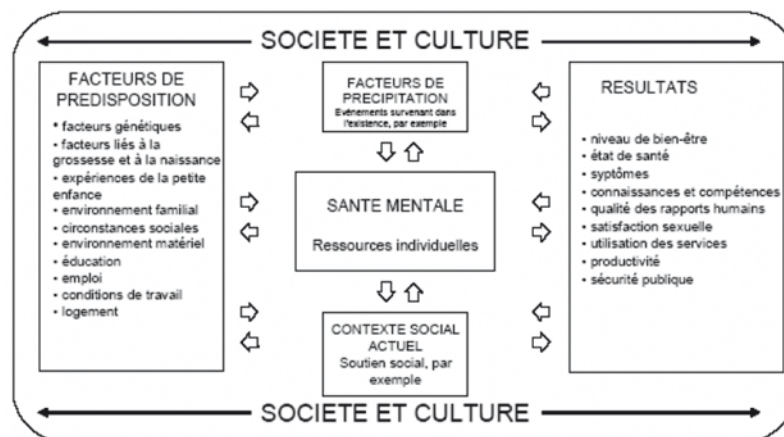 SOCIETE ET CULTURE
FACTEURS DE
PREDISPOSITION
• facteurs génétiques
• facteurs liés à la
grossesse et à la naissance
• expériences de la petite
enfance
• environnement familial
• circonstances sociales
• environnement matériel
• éducation
• emploi
• conditions de travail
• logement
FACTEURS DE
PRECIPITATION
Evénements survenant dans
l'existence, par exemple
SANTE MENTALE
Ressources individuelles
CONTEXTE SOCIAL
ACTUEL
Soutien social, par
exemple
RESULTATS
• niveau de bien-être
• état de santé
• syptômes
• connaissances et compétences
• qualité des rapports humains
• satisfaction sexuelle
• utilisation des services
• productivité
• sécurité publique
SOCIETE ET CULTURE